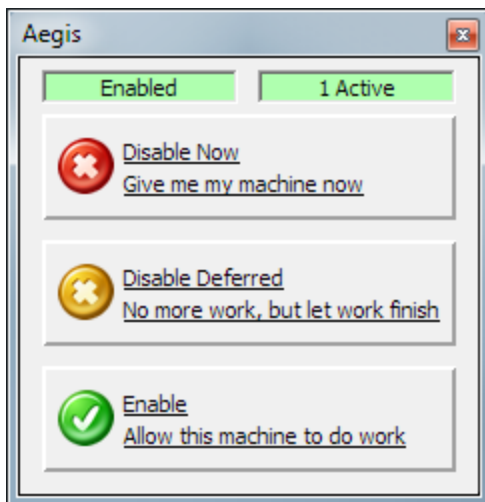 Aegis
Enabled
1 Active
Disable Now
Give me my machine now
Disable Deferred
No more work, but let work finish
Enable
Allow this machine to do work